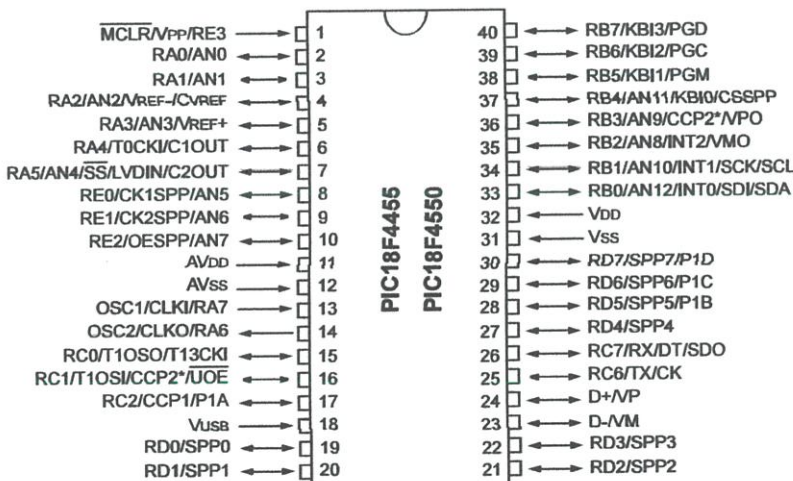 MCLR/VPP/RE3 1
RA0/AN0 2
RA1/AN1 3
RA2/AN2/VREF-/CVREF 4
RA3/AN3/VREF+ 5
RA4/T0CKI/C1OUT 6
RA5/AN4/SS/LVDIN/C2OUT 7
RE0/CK1SPP/AN5 8
RE1/CK2SPP/AN6 9
RE2/OESPP/AN7 10
AVDD 11
AVSS 12
OSC1/CLKI/RA7 13
OSC2/CLKO/RA6 14
RC0/T1OSO/T13CKI 15
RC1/T1OSI/CCP2*/UOE 16
RC2/CCP1/P1A 17
VUSB 18
RD0/SPP0 19
RD1/SPP1 20
PIC18F4455
PIC18F4550
40 RB7/KBI3/PGD
39 RB6/KBI2/PGC
38 RB5/KBI1/PGM
37 RB4/AN11/KBI0/CSSPP
36 RB3/AN9/CCP2*/VPO
35 RB2/AN8/INT2/VMO
34 RB1/AN10/INT1/SCK/SCL
33 RB0/AN12/INT0/SDI/SDA
32 VDD
31 VSS
30 RD7/SPP7/P1D
29 RD6/SPP6/P1C
28 RD5/SPP5/P1B
27 RD4/SPP4
26 RC7/RX/DT/SDO
25 RC6/TX/CK
24 D+/VP
23 D-/VM
22 RD3/SPP3
21 RD2/SPP2